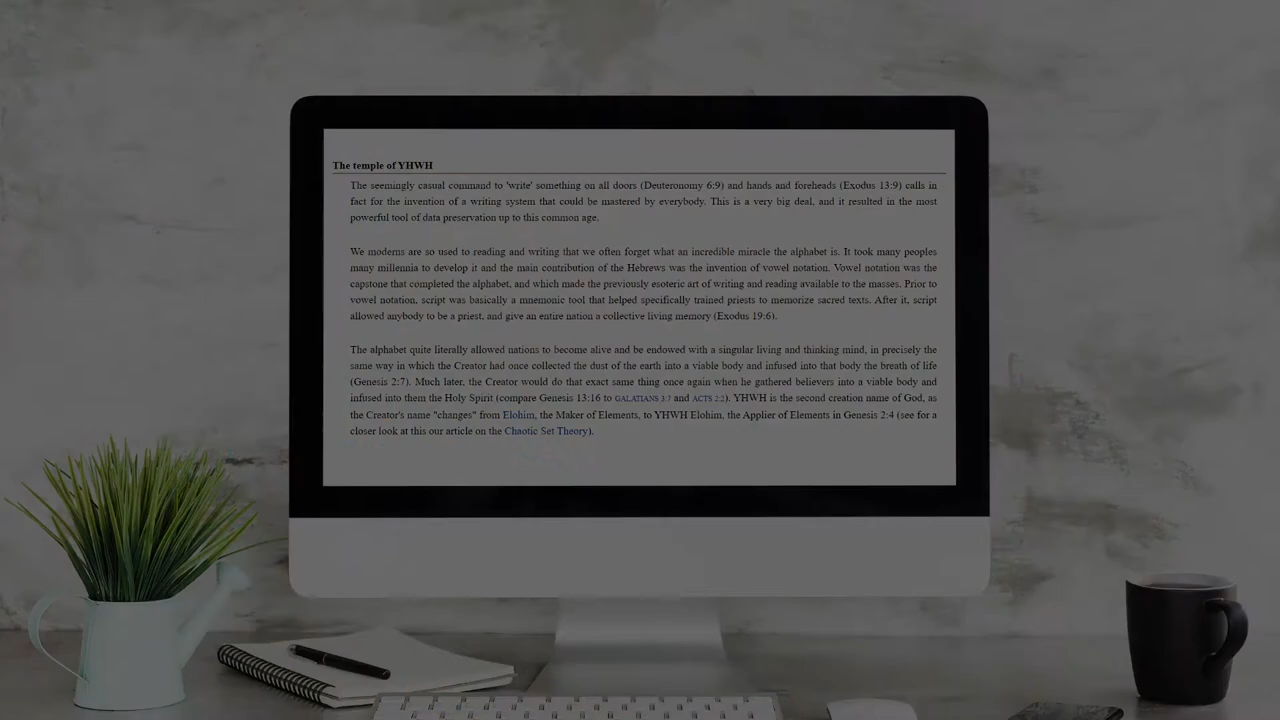 The temple of YHWH
The seemingly casual command to 'write' something on all doors (Deuteronomy 6:9) and hands and foreheads (Exodus 13:9) calls in
fact for the invention of a writing system that could be mastered by everybody. This is a very big deal, and it resulted in the most
powerful tool of data preservation up to this common age.
We moderns are so used to reading and writing that we often forget what an incredible miracle the alphabet is. It took many peoples
many millennia to develop it and the main contribution of the Hebrews was the invention of vowel notation. Vowel notation was the
capstone that completed the alphabet, and which made the previously esoteric art of writing and reading available to the masses. Prior to
vowel notation, script was basically a mnemonic tool that helped specifically trained priests to memorize sacred texts. After it, script
allowed anybody to be a priest, and give an entire nation a collective living memory (Exodus 19:6).
The alphabet quite literally allowed nations to become alive and be endowed with a singular living and thinking mind, in precisely the
same way in which the Creator had once collected the dust of the earth into a viable body and infused into that body the breath of life
(Genesis 2:7). Much later, the Creator would do that exact same thing once again when he gathered believers into a viable body and
infused into them the Holy Spirit (compare Genesis 13:16 to GALATIANS 3:7 and ACTS 2:2). YHWH is the second creation name of God, as
the Creator's name "changes" from Elohim, the Maker of Elements, to YHWH Elohim, the Applier of Elements in Genesis 2:4 (see for a
closer look at this our article on the Chaotic Set Theory).